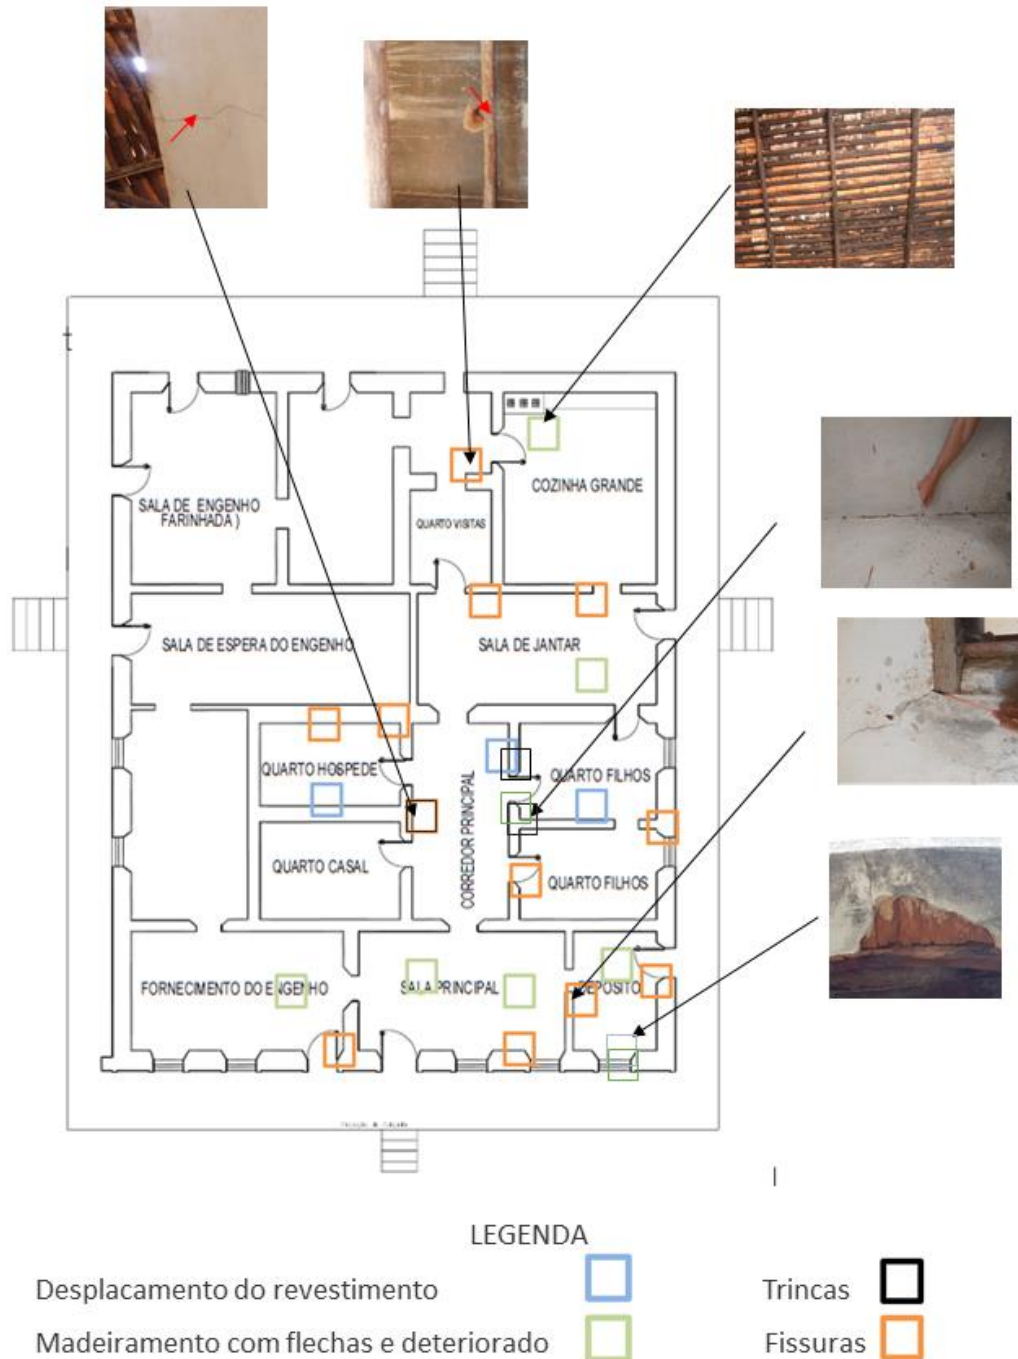 t
COZINHA GRANDE
SALA DE ENGENHO
FARINHADA )
QUARTO VISITAS
SALA DE ESPERA DO ENGENHO
SALA DE JANTAR
QUARTO HOSPEDE
QUARTO FILHOS
CORREDOR PRINCIPAL
QUARTO CASAL
QUARTO FILHOS
FORNECIMENTO DO ENGENHO
SALA PRINCIPAL
DEPOSITO
LEGENDA
Desplacamento do revestimento
Trincas
Madeiramento com flechas e deteriorado
Fissuras